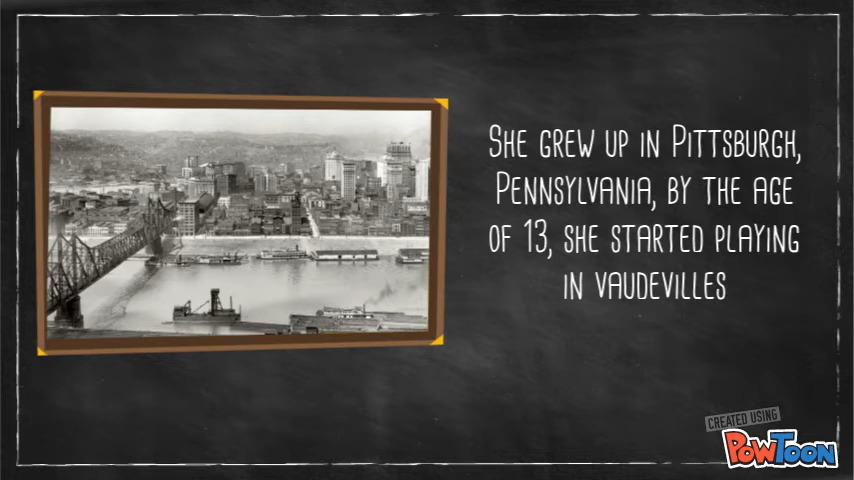 She grew up in Pittsburgh,
Pennsylvania, by the age
of 13, she started playing
in vaudevilles
CREATED USING
PowToon